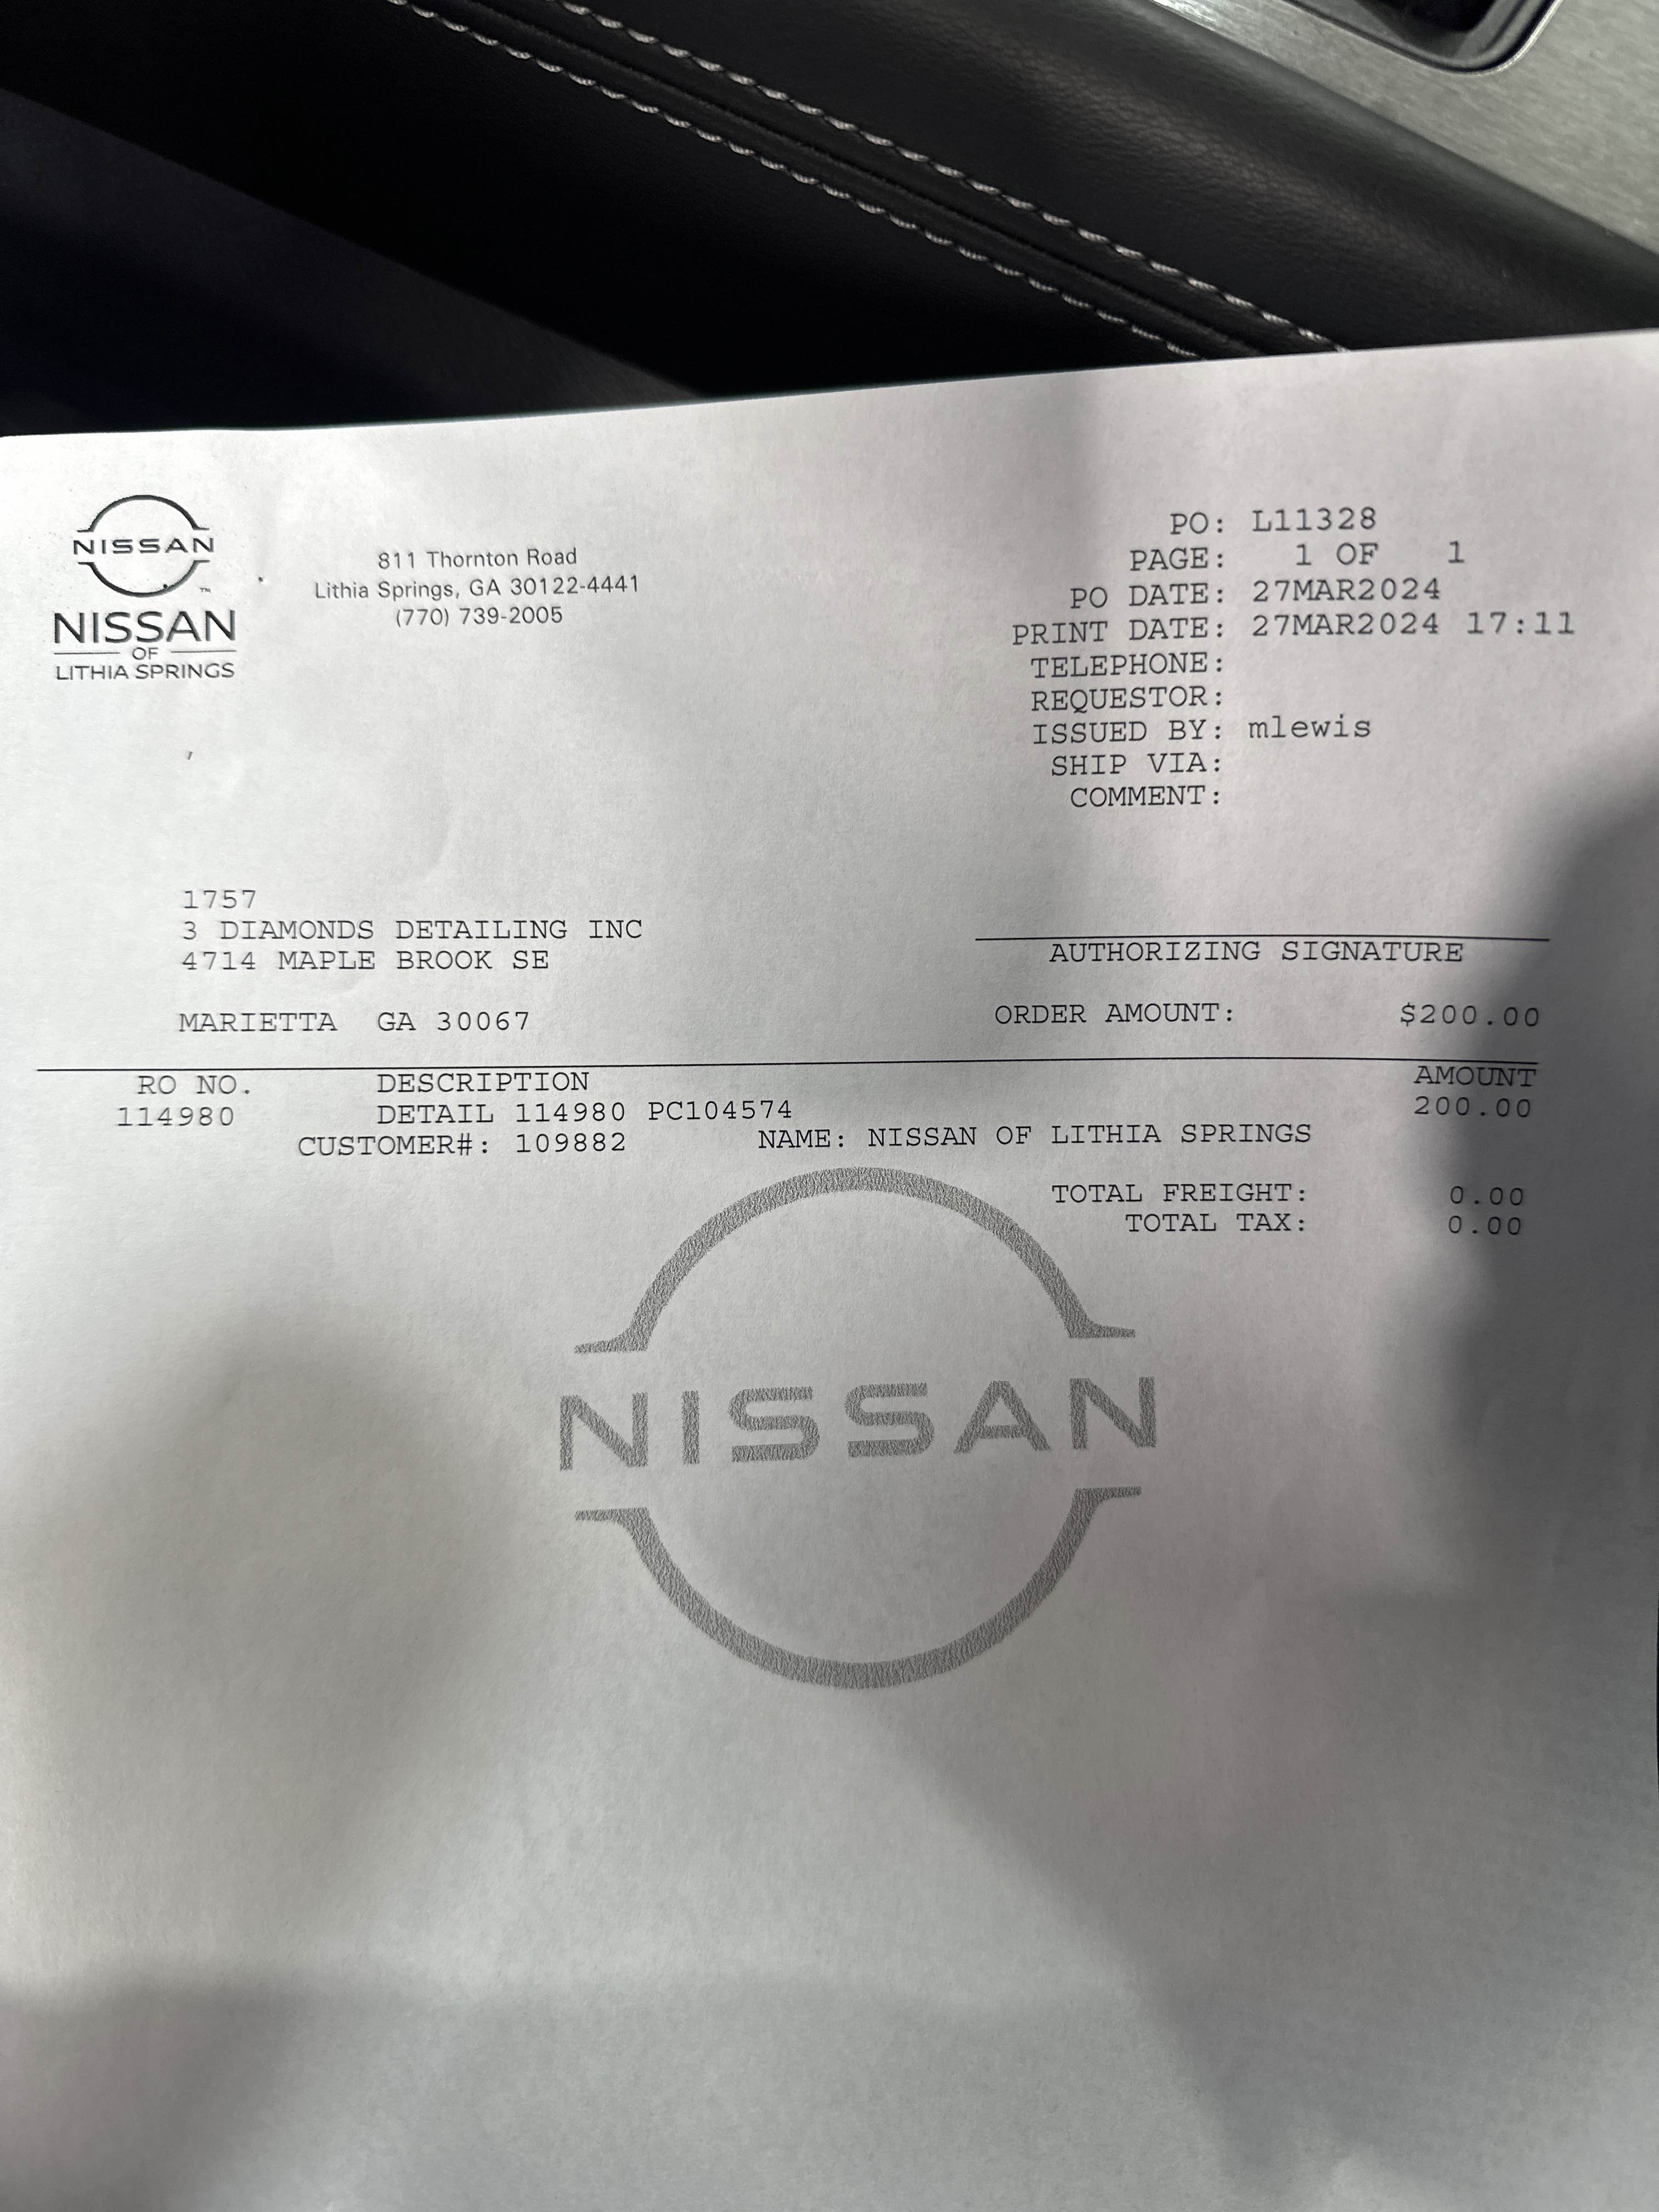 NISSAN
TM
NISSAN
OF
LITHIA SPRINGS
811 Thornton Road
Lithia Springs, GA 30122-4441
(770) 739-2005
PO: L11328
PAGE: 1 OF 1
PO DATE: 27MAR2024
PRINT DATE: 27MAR2024 17:11
TELEPHONE:
REQUESTOR:
ISSUED BY: mlewis
SHIP VIA:
COMMENT:
1757
3 DIAMONDS DETAILING INC
4714 MAPLE BROOK SE
MARIETTA GA 30067
AUTHORIZING SIGNATURE
ORDER AMOUNT: $200.00
RO NO. DESCRIPTION AMOUNT
114980 DETAIL 114980 PC104574 200.00
CUSTOMER#: 109882 NAME: NISSAN OF LITHIA SPRINGS
TOTAL FREIGHT: 0.00
TOTAL TAX: 0.00
NISSAN